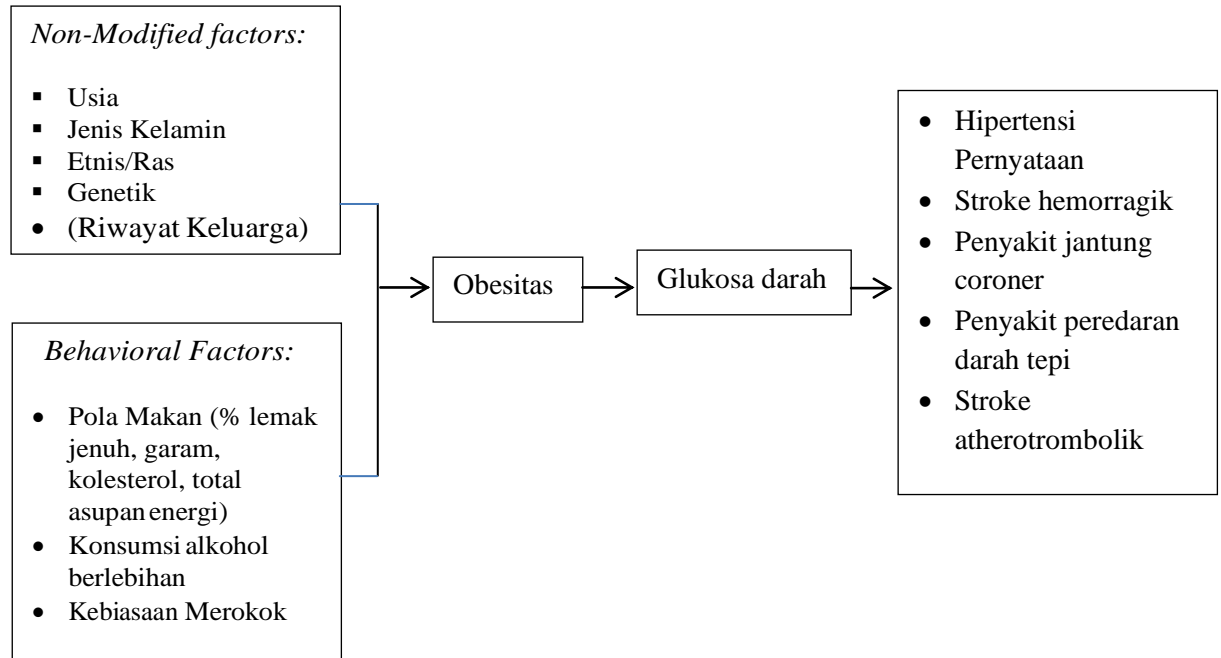 Non-Modified factors:
▪ Usia
▪ Jenis Kelamin
▪ Etnis/Ras
▪ Genetik
• (Riwayat Keluarga)
Behavioral Factors:
• Pola Makan (% lemak
jenuh, garam,
kolesterol, total
asupan energi)
• Konsumsi alkohol
berlebihan
• Kebiasaan Merokok
Obesitas
Glukosa darah
• Hipertensi
Pernyataan
• Stroke hemorragik
• Penyakit jantung
coroner
• Penyakit peredaran
darah tepi
• Stroke
atherotrombolik